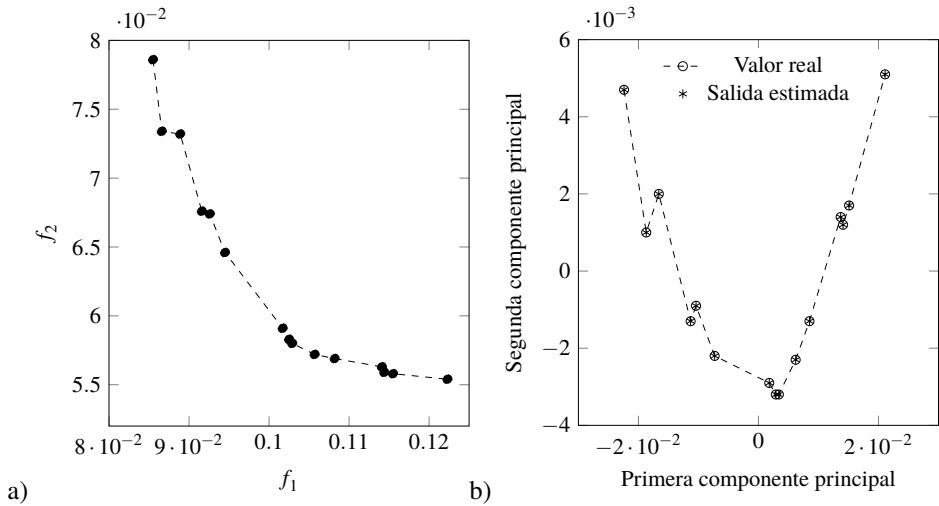 ·10⁻²
8
7.5
7
6.5
6
5.5
8·10⁻² 9·10⁻² 0.1 0.11 0.12
f₁
f₂
a)
·10⁻³
6
4
2
0
−2
−4
−2·10⁻² 0 2·10⁻²
Valor real
Salida estimada
Segunda componente principal
Primera componente principal
b)